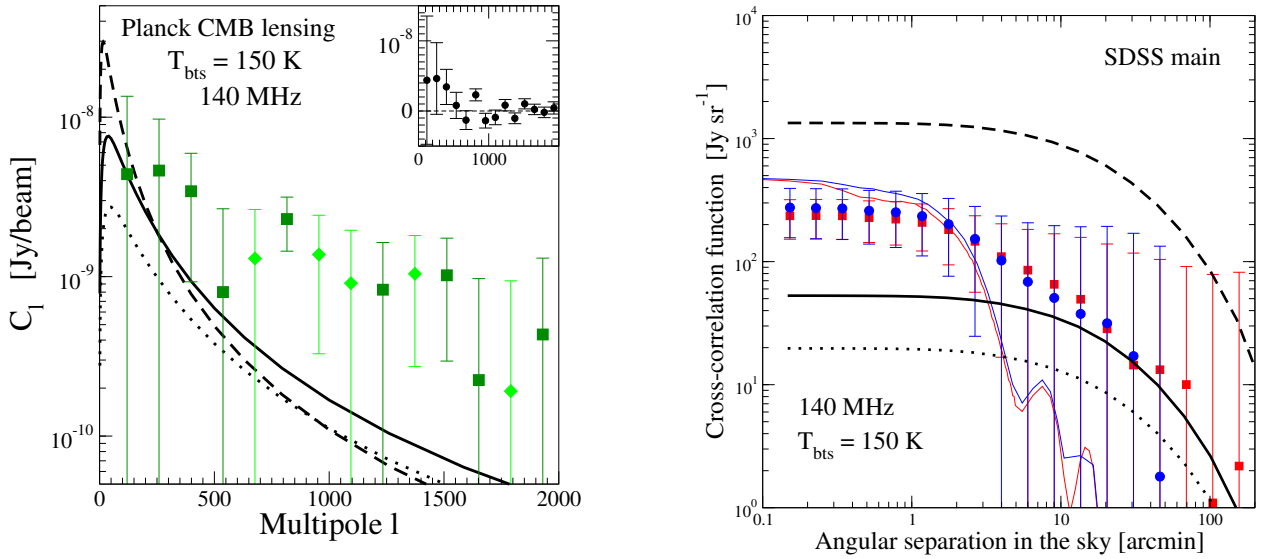 Planck CMB lensing
T_bts = 150 K
140 MHz
10^-8
0
1000
10^-8
10^-9
10^-10
C_l [Jy/beam]
0 500 1000 1500 2000
Multipole l
SDSS main
10^4
10^3
10^2
10^1
10^0
Cross-correlation function [Jy sr^-1]
140 MHz
T_bts = 150 K
0.1 1 10 100
Angular separation in the sky [arcmin]